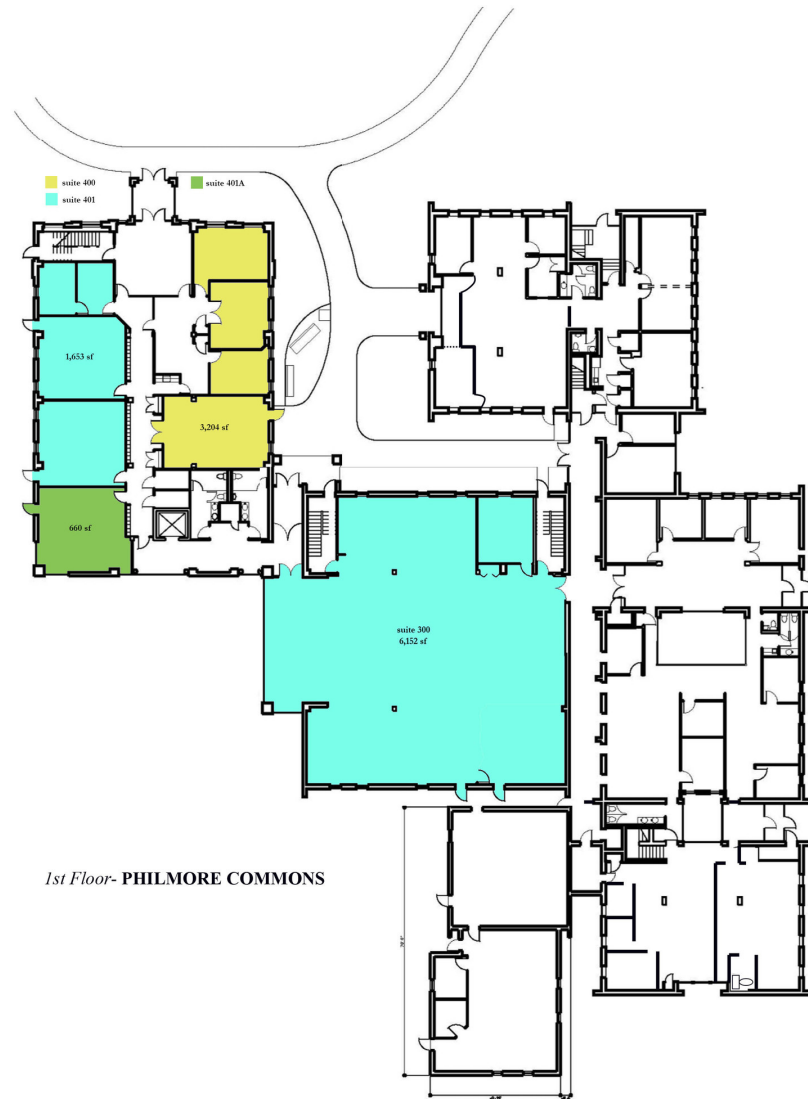 suite 400
suite 401A
suite 401
1,653 sf
3,204 sf
660 sf
suite 300
6,152 sf
1st Floor- PHILMORE COMMONS